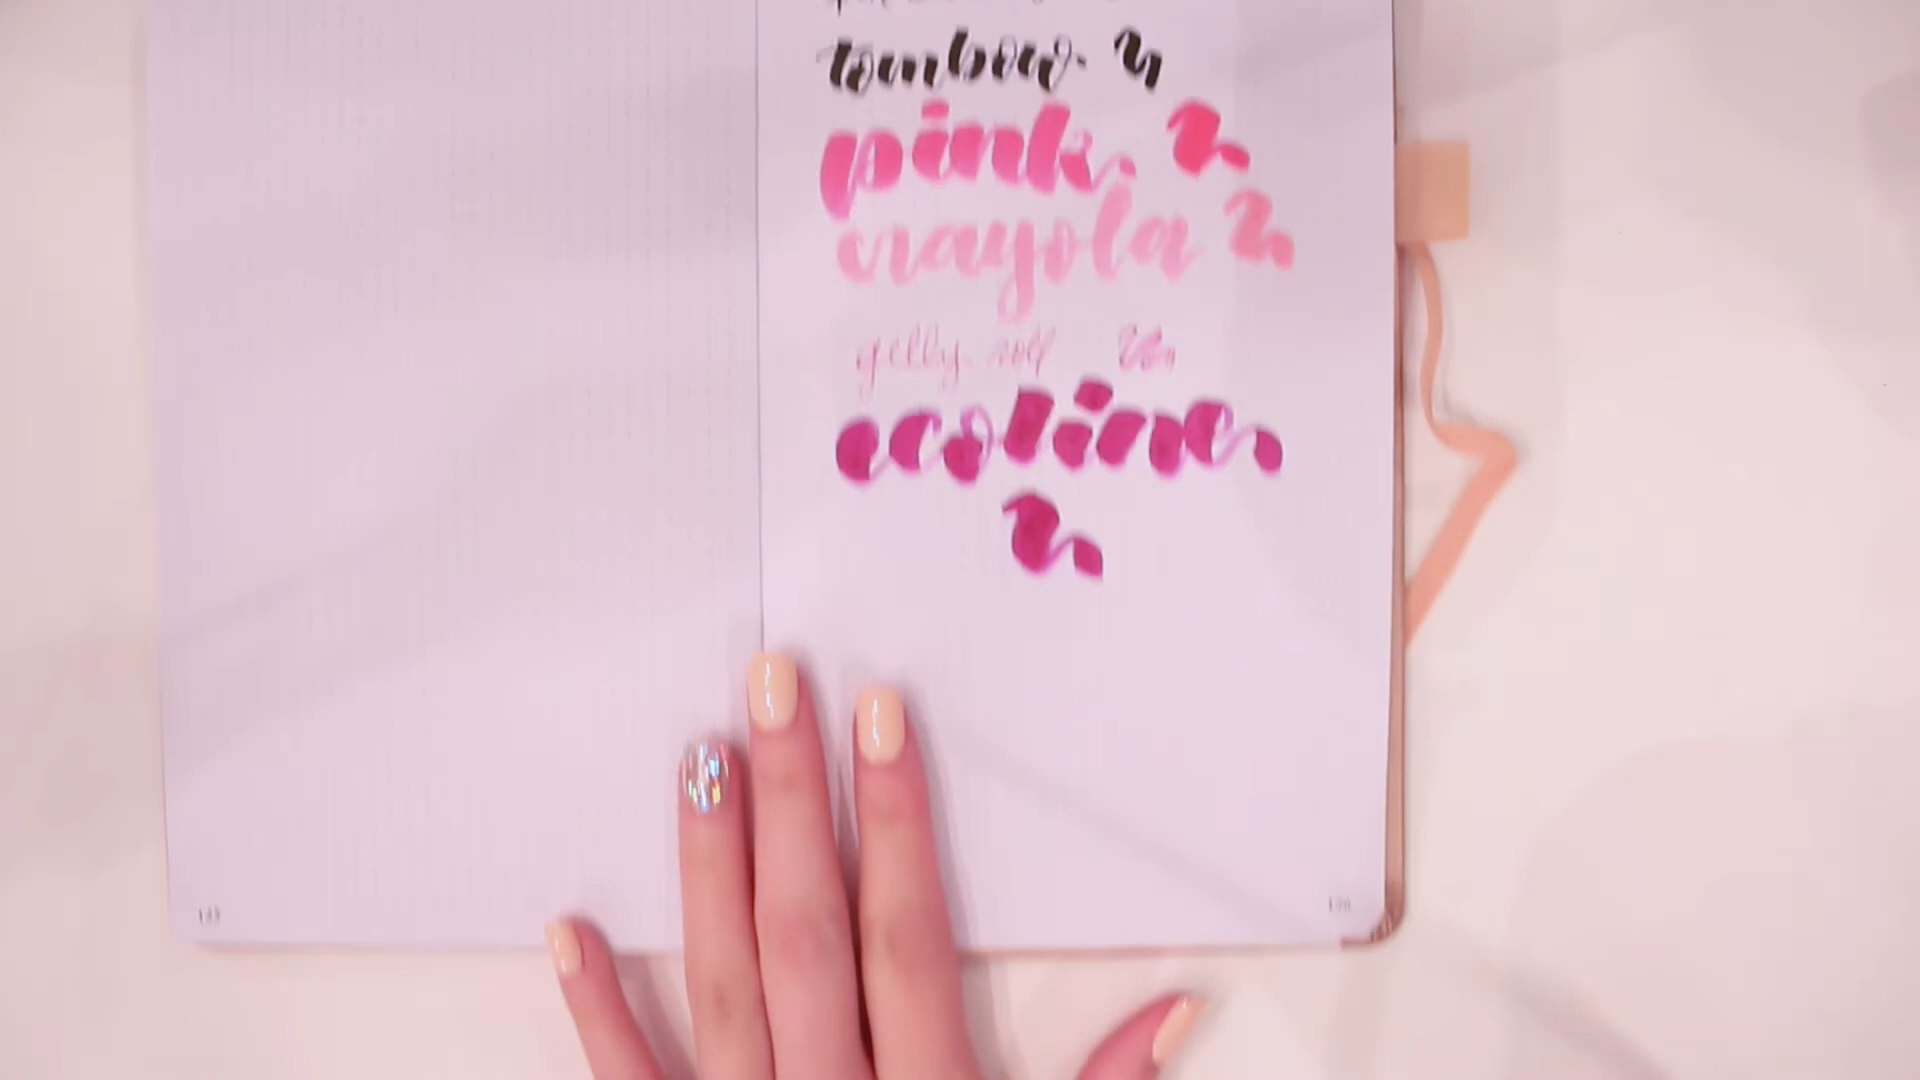 tombow.
pink.
crayola
gelly roll
ecoline